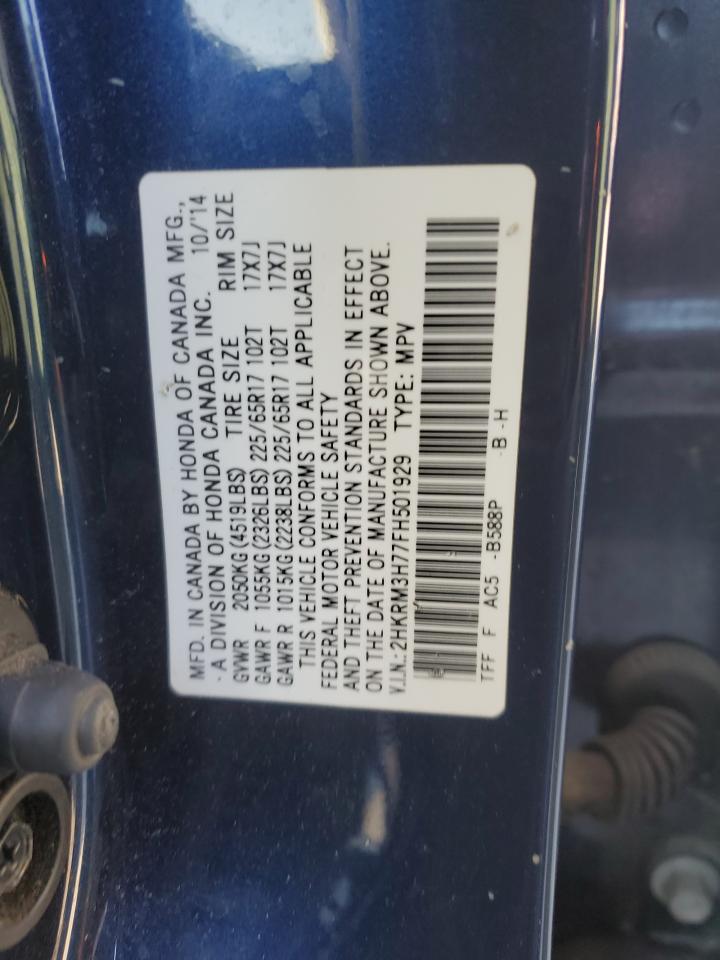 MFD. IN CANADA BY HONDA OF CANADA MFG.,
- A DIVISION OF HONDA CANADA INC. 10/'14
GVWR 2050KG (4519LBS) TIRE SIZE RIM SIZE
GAWR F 1055KG (2326LBS) 225/65R17 102T 17X7J
GAWR R 1015KG (2238LBS) 225/65R17 102T 17X7J
THIS VEHICLE CONFORMS TO ALL APPLICABLE
FEDERAL MOTOR VEHICLE SAFETY
AND THEFT PREVENTION STANDARDS IN EFFECT
ON THE DATE OF MANUFACTURE SHOWN ABOVE.
V.I.N.: 2HKRM3H77FH501929 TYPE: MPV
TFF F AC5 -B588P -B -H